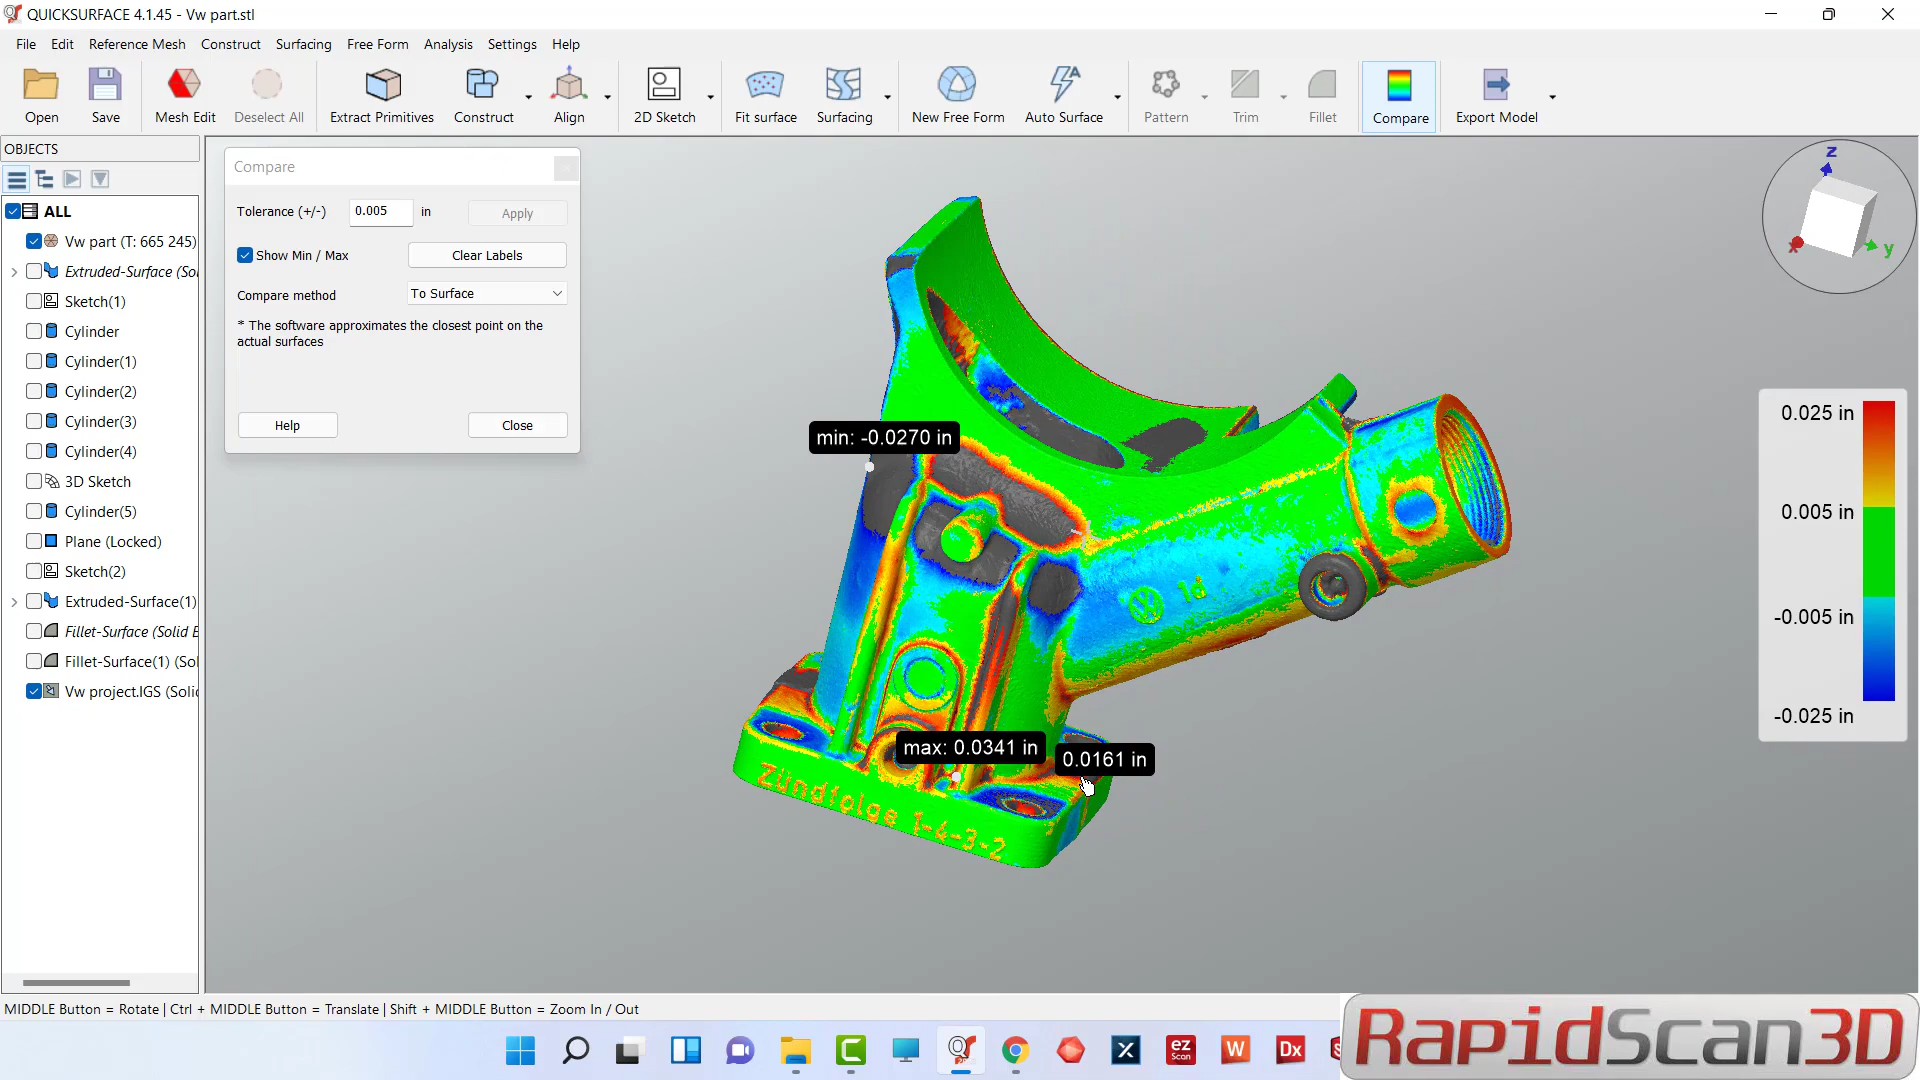 QUICKSURFACE 4.1.45 - Vw part.stl
File Edit Reference Mesh Construct Surfacing Free Form Analysis Settings Help
Open Save Mesh Edit Deselect All Extract Primitives Construct Align 2D Sketch Fit surface Surfacing New Free Form Auto Surface Pattern Trim Fillet Compare Export Model
OBJECTS
ALL
Vw part (T: 665 245)
Extruded-Surface (So
Sketch(1)
Cylinder
Cylinder(1)
Cylinder(2)
Cylinder(3)
Cylinder(4)
3D Sketch
Cylinder(5)
Plane (Locked)
Sketch(2)
Extruded-Surface(1)
Fillet-Surface (Solid E
Fillet-Surface(1) (Sol
Vw project.IGS (Solid
Compare
Tolerance (+/-) 0.005 in Apply
Show Min / Max Clear Labels
Compare method To Surface
* The software approximates the closest point on the
actual surfaces
Help Close
min: -0.0270 in
max: 0.0341 in
0.0161 in
1d
Zündfolge 1-4-3-2
z
x
y
0.025 in
0.005 in
-0.005 in
-0.025 in
MIDDLE Button = Rotate | Ctrl + MIDDLE Button = Translate | Shift + MIDDLE Button = Zoom In / Out
ez
Scan
W
Dx
RapidScan3D